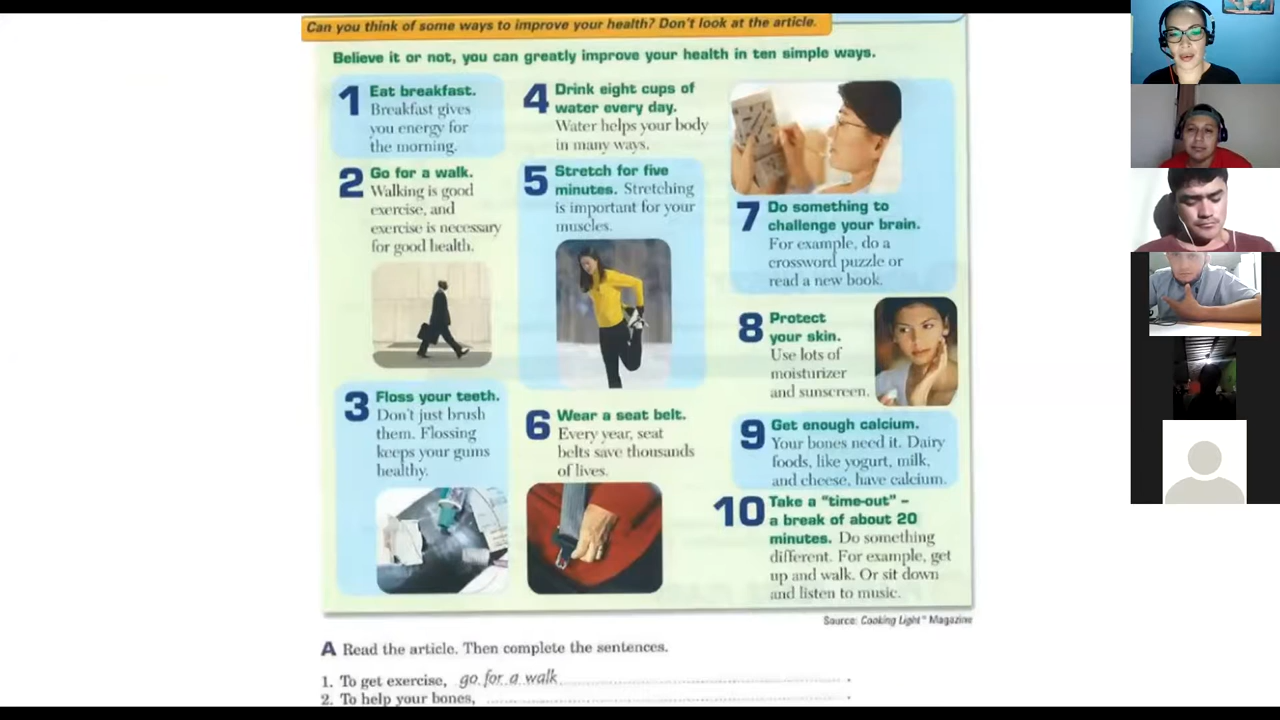 Can you think of some ways to improve your health? Don't look at the article.
Believe it or not, you can greatly improve your health in ten simple ways.
1 Eat breakfast.
Breakfast gives
you energy for
the morning.
2 Go for a walk.
Walking is good
exercise, and
exercise is necessary
for good health.
3 Floss your teeth.
Don't just brush
them. Flossing
keeps your gums
healthy.
4 Drink eight cups of
water every day.
Water helps your body
in many ways.
5 Stretch for five
minutes. Stretching
is important for your
muscles.
6 Wear a seat belt.
Every year, seat
belts save thousands
of lives.
7 Do something to
challenge your brain.
For example, do a
crossword puzzle or
read a new book.
8 Protect
your skin.
Use lots of
moisturizer
and sunscreen.
9 Get enough calcium.
Your bones need it. Dairy
foods, like yogurt, milk,
and cheese, have calcium.
10 Take a “time-out” –
a break of about 20
minutes. Do something
different. For example, get
up and walk. Or sit down
and listen to music.
Source: Cooking Light™ Magazine
A Read the article. Then complete the sentences.
1. To get exercise, go for a walk .
2. To help your bones, .